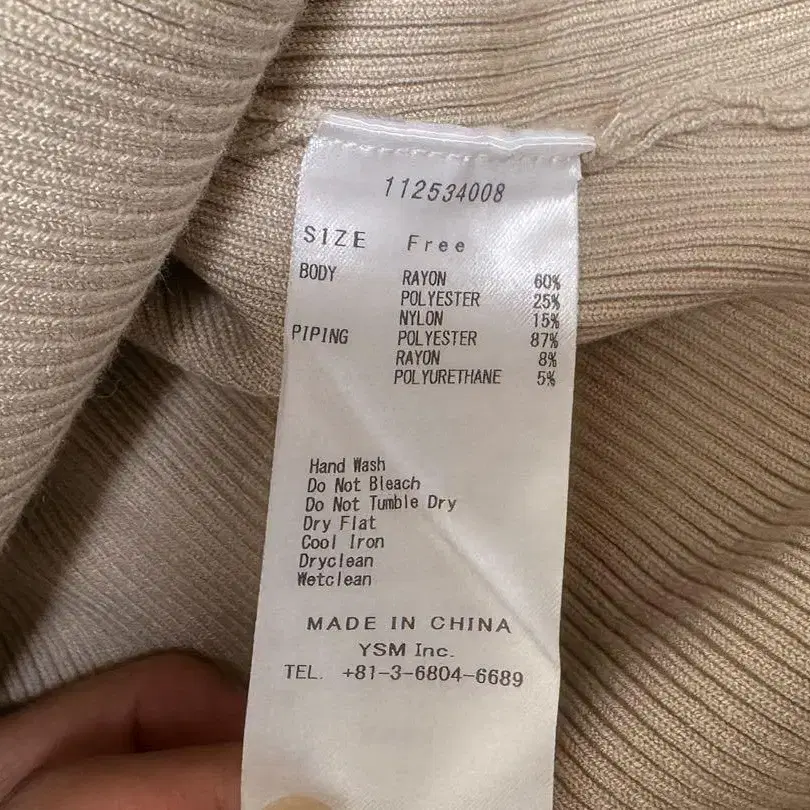 112534008
SIZE Free
BODY RAYON 60%
POLYESTER 25%
NYLON 15%
PIPING POLYESTER 87%
RAYON 8%
POLYURETHANE 5%
Hand Wash
Do Not Bleach
Do Not Tumble Dry
Dry Flat
Cool Iron
Dryclean
Wetclean
MADE IN CHINA
YSM Inc.
TEL. +81-3-6804-6689